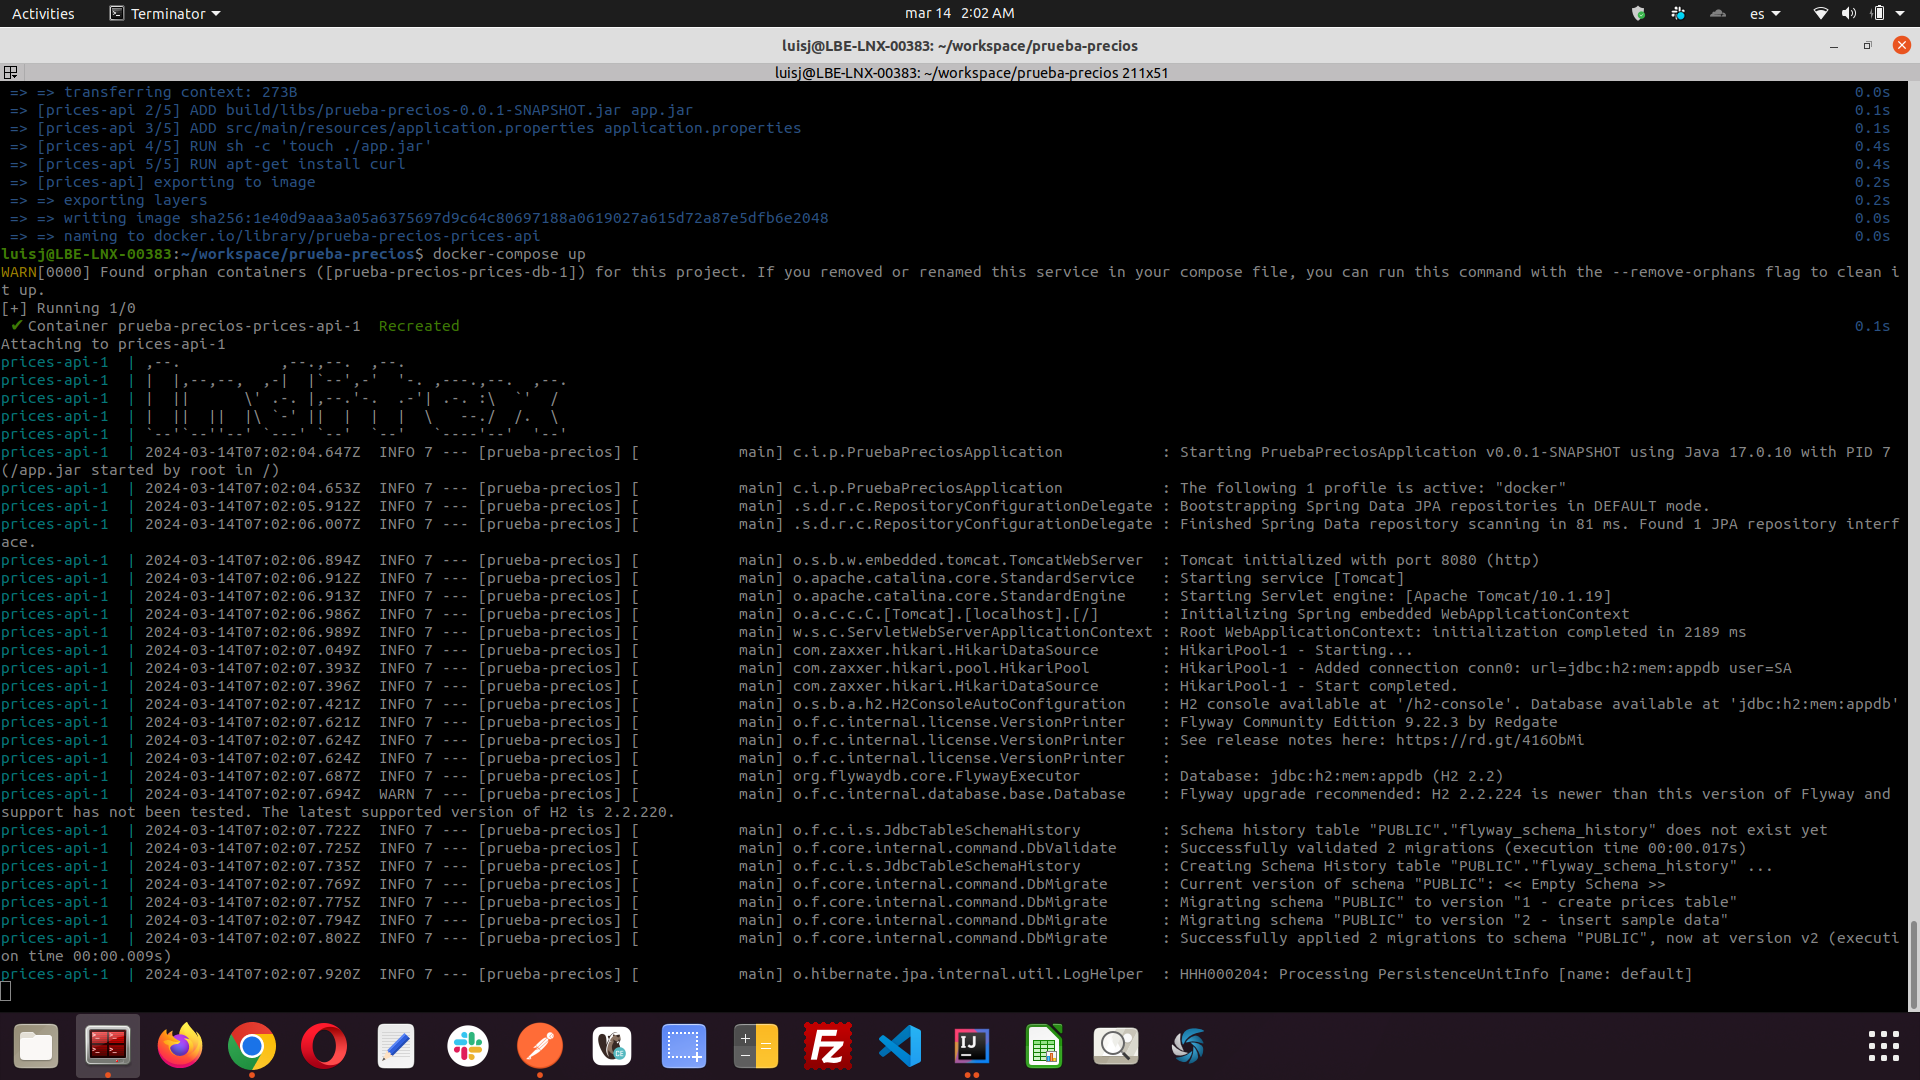 Activities
Terminator
mar 14 2:02 AM
es
luisj@LBE-LNX-00383: ~/workspace/prueba-precios
luisj@LBE-LNX-00383: ~/workspace/prueba-precios 211x51
=> => transferring context: 273B 0.0s
=> [prices-api 2/5] ADD build/libs/prueba-precios-0.0.1-SNAPSHOT.jar app.jar 0.1s
=> [prices-api 3/5] ADD src/main/resources/application.properties application.properties 0.1s
=> [prices-api 4/5] RUN sh -c 'touch ./app.jar' 0.4s
=> [prices-api 5/5] RUN apt-get install curl 0.4s
=> [prices-api] exporting to image 0.2s
=> => exporting layers 0.2s
=> => writing image sha256:1e40d9aaa3a05a6375697d9c64c80697188a0619027a615d72a87e5dfb6e2048 0.0s
=> => naming to docker.io/library/prueba-precios-prices-api 0.0s
luisj@LBE-LNX-00383:~/workspace/prueba-precios$ docker-compose up
WARN[0000] Found orphan containers ([prueba-precios-prices-db-1]) for this project. If you removed or renamed this service in your compose file, you can run this command with the --remove-orphans flag to clean i
t up.
[+] Running 1/0
✔ Container prueba-precios-prices-api-1 Recreated 0.1s
Attaching to prices-api-1
prices-api-1 | ,--. ,--.,--. ,--.
prices-api-1 | | |,--,--, ,-| |`--',-' '-. ,---.,--. ,--.
prices-api-1 | | || \' .-. |,--.'-. .-'| .-. :\ `' /
prices-api-1 | | || || |\ `-' || | | | \ --./ /. \
prices-api-1 | `--'`--''--' `---' `--' `--' `----'--' '--'
prices-api-1 | 2024-03-14T07:02:04.647Z INFO 7 --- [prueba-precios] [ main] c.i.p.PruebaPreciosApplication : Starting PruebaPreciosApplication v0.0.1-SNAPSHOT using Java 17.0.10 with PID 7
(/app.jar started by root in /)
prices-api-1 | 2024-03-14T07:02:04.653Z INFO 7 --- [prueba-precios] [ main] c.i.p.PruebaPreciosApplication : The following 1 profile is active: "docker"
prices-api-1 | 2024-03-14T07:02:05.912Z INFO 7 --- [prueba-precios] [ main] .s.d.r.c.RepositoryConfigurationDelegate : Bootstrapping Spring Data JPA repositories in DEFAULT mode.
prices-api-1 | 2024-03-14T07:02:06.007Z INFO 7 --- [prueba-precios] [ main] .s.d.r.c.RepositoryConfigurationDelegate : Finished Spring Data repository scanning in 81 ms. Found 1 JPA repository interf
ace.
prices-api-1 | 2024-03-14T07:02:06.894Z INFO 7 --- [prueba-precios] [ main] o.s.b.w.embedded.tomcat.TomcatWebServer : Tomcat initialized with port 8080 (http)
prices-api-1 | 2024-03-14T07:02:06.912Z INFO 7 --- [prueba-precios] [ main] o.apache.catalina.core.StandardService : Starting service [Tomcat]
prices-api-1 | 2024-03-14T07:02:06.913Z INFO 7 --- [prueba-precios] [ main] o.apache.catalina.core.StandardEngine : Starting Servlet engine: [Apache Tomcat/10.1.19]
prices-api-1 | 2024-03-14T07:02:06.986Z INFO 7 --- [prueba-precios] [ main] o.a.c.c.C.[Tomcat].[localhost].[/] : Initializing Spring embedded WebApplicationContext
prices-api-1 | 2024-03-14T07:02:06.989Z INFO 7 --- [prueba-precios] [ main] w.s.c.ServletWebServerApplicationContext : Root WebApplicationContext: initialization completed in 2189 ms
prices-api-1 | 2024-03-14T07:02:07.049Z INFO 7 --- [prueba-precios] [ main] com.zaxxer.hikari.HikariDataSource : HikariPool-1 - Starting...
prices-api-1 | 2024-03-14T07:02:07.393Z INFO 7 --- [prueba-precios] [ main] com.zaxxer.hikari.pool.HikariPool : HikariPool-1 - Added connection conn0: url=jdbc:h2:mem:appdb user=SA
prices-api-1 | 2024-03-14T07:02:07.396Z INFO 7 --- [prueba-precios] [ main] com.zaxxer.hikari.HikariDataSource : HikariPool-1 - Start completed.
prices-api-1 | 2024-03-14T07:02:07.421Z INFO 7 --- [prueba-precios] [ main] o.s.b.a.h2.H2ConsoleAutoConfiguration : H2 console available at '/h2-console'. Database available at 'jdbc:h2:mem:appdb'
prices-api-1 | 2024-03-14T07:02:07.621Z INFO 7 --- [prueba-precios] [ main] o.f.c.internal.license.VersionPrinter : Flyway Community Edition 9.22.3 by Redgate
prices-api-1 | 2024-03-14T07:02:07.624Z INFO 7 --- [prueba-precios] [ main] o.f.c.internal.license.VersionPrinter : See release notes here: https://rd.gt/416ObMi
prices-api-1 | 2024-03-14T07:02:07.624Z INFO 7 --- [prueba-precios] [ main] o.f.c.internal.license.VersionPrinter :
prices-api-1 | 2024-03-14T07:02:07.687Z INFO 7 --- [prueba-precios] [ main] org.flywaydb.core.FlywayExecutor : Database: jdbc:h2:mem:appdb (H2 2.2)
prices-api-1 | 2024-03-14T07:02:07.694Z WARN 7 --- [prueba-precios] [ main] o.f.c.internal.database.base.Database : Flyway upgrade recommended: H2 2.2.224 is newer than this version of Flyway and
support has not been tested. The latest supported version of H2 is 2.2.220.
prices-api-1 | 2024-03-14T07:02:07.722Z INFO 7 --- [prueba-precios] [ main] o.f.c.i.s.JdbcTableSchemaHistory : Schema history table "PUBLIC"."flyway_schema_history" does not exist yet
prices-api-1 | 2024-03-14T07:02:07.725Z INFO 7 --- [prueba-precios] [ main] o.f.core.internal.command.DbValidate : Successfully validated 2 migrations (execution time 00:00.017s)
prices-api-1 | 2024-03-14T07:02:07.735Z INFO 7 --- [prueba-precios] [ main] o.f.c.i.s.JdbcTableSchemaHistory : Creating Schema History table "PUBLIC"."flyway_schema_history" ...
prices-api-1 | 2024-03-14T07:02:07.769Z INFO 7 --- [prueba-precios] [ main] o.f.core.internal.command.DbMigrate : Current version of schema "PUBLIC": << Empty Schema >>
prices-api-1 | 2024-03-14T07:02:07.775Z INFO 7 --- [prueba-precios] [ main] o.f.core.internal.command.DbMigrate : Migrating schema "PUBLIC" to version "1 - create prices table"
prices-api-1 | 2024-03-14T07:02:07.794Z INFO 7 --- [prueba-precios] [ main] o.f.core.internal.command.DbMigrate : Migrating schema "PUBLIC" to version "2 - insert sample data"
prices-api-1 | 2024-03-14T07:02:07.802Z INFO 7 --- [prueba-precios] [ main] o.f.core.internal.command.DbMigrate : Successfully applied 2 migrations to schema "PUBLIC", now at version v2 (executi
on time 00:00.009s)
prices-api-1 | 2024-03-14T07:02:07.920Z INFO 7 --- [prueba-precios] [ main] o.hibernate.jpa.internal.util.LogHelper : HHH000204: Processing PersistenceUnitInfo [name: default]